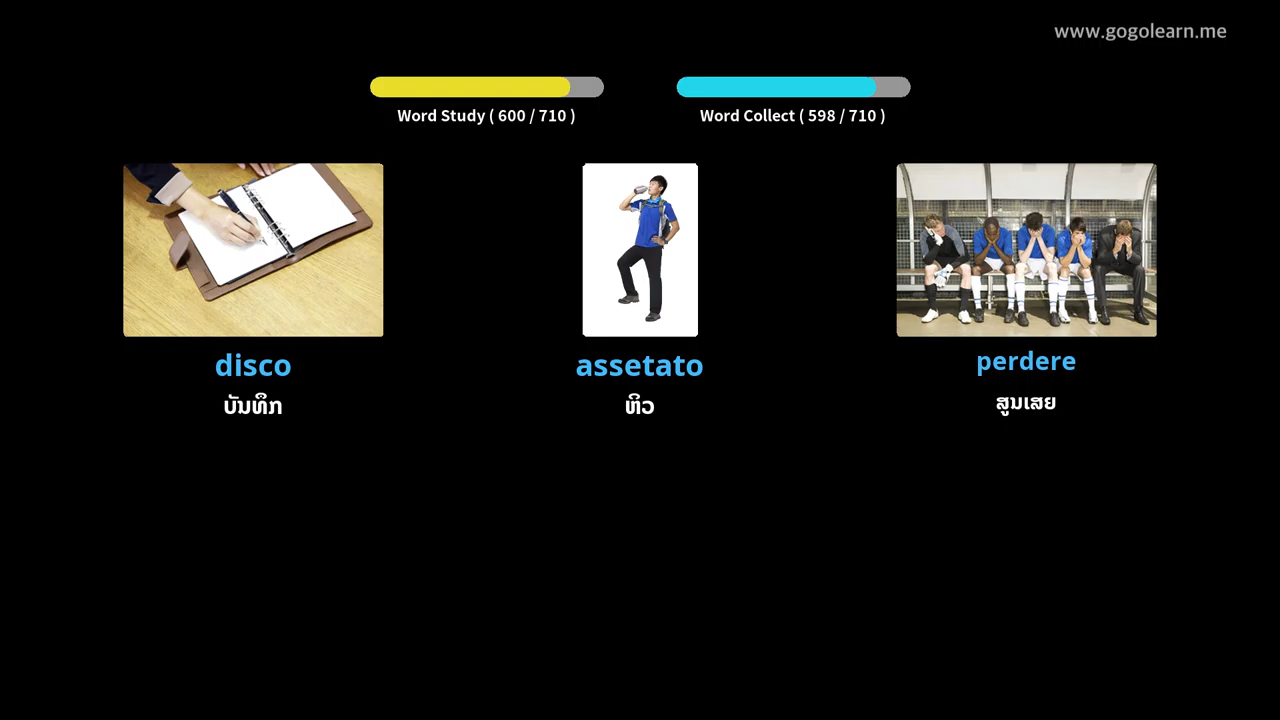 www.gogolearn.me
Word Study ( 600 / 710 )
Word Collect ( 598 / 710 )
disco
ບັນທຶກ
assetato
ຫິວ
perdere
ສູນເສຍ